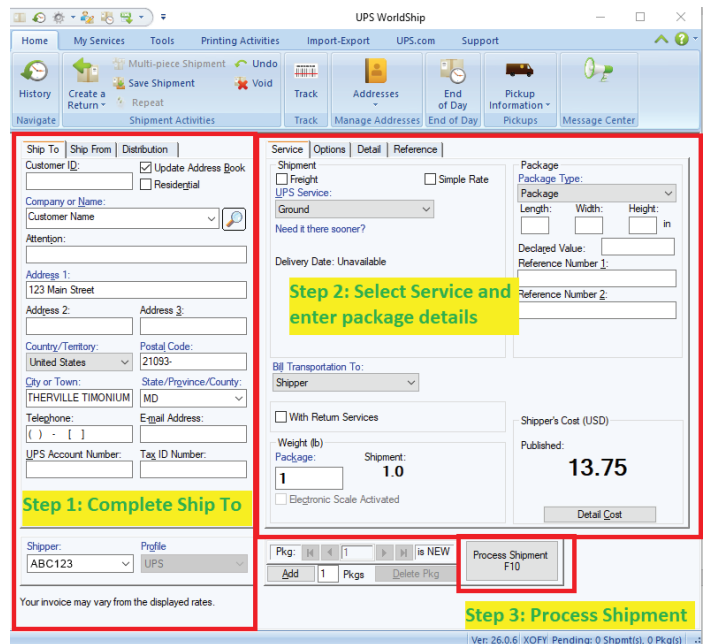 UPS WorldShip
Home My Services Tools Printing Activities Import-Export UPS.com Support
History
Create a Return
Multi-piece Shipment
Save Shipment
Repeat
Undo
Void
Track
Addresses
End of Day
Pickup Information
Navigate Shipment Activities Track Manage Addresses End of Day Pickups Message Center
Ship To Ship From Distribution
Customer ID:
Update Address Book
Residential
Company or Name:
Customer Name
Attention:
Address 1:
123 Main Street
Address 2: Address 3:
Country/Territory: Postal Code:
United States 21093-
City or Town: State/Province/County:
THERVILLE TIMONIUM MD
Telephone: E-mail Address:
( ) - [ ]
UPS Account Number: Tax ID Number:
Step 1: Complete Ship To
Shipper: Profile
ABC123 UPS
Your invoice may vary from the displayed rates.
Service Options Detail Reference
Shipment
Freight Simple Rate
UPS Service:
Ground
Need it there sooner?
Delivery Date: Unavailable
Step 2: Select Service and
enter package details
Bill Transportation To:
Shipper
With Return Services
Weight (lb)
Package: Shipment:
1 1.0
Electronic Scale Activated
Package
Package Type:
Package
Length: Width: Height:
in
Declared Value:
Reference Number 1:
Reference Number 2:
Shipper's Cost (USD)
Published:
13.75
Detail Cost
Pkg: 1 is NEW
Add 1 Pkgs Delete Pkg
Process Shipment
F10
Step 3: Process Shipment
Ver: 26.0.6 XOFY Pending: 0 Shpmt(s), 0 Pkg(s)